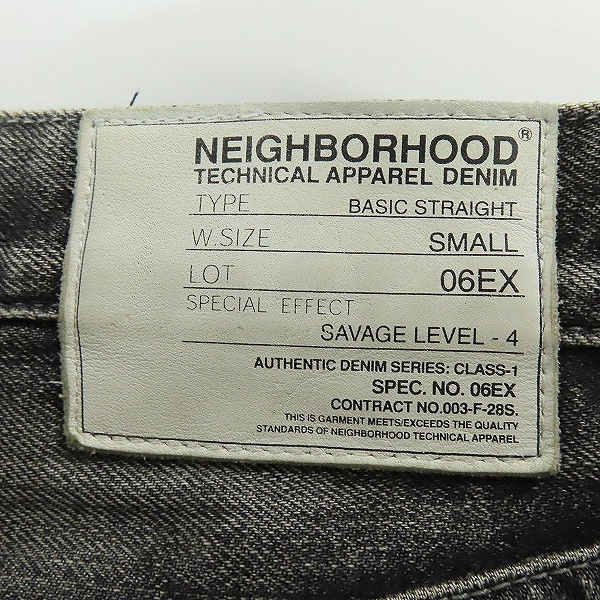 NEIGHBORHOOD®
TECHNICAL APPAREL DENIM
TYPE BASIC STRAIGHT
W.SIZE SMALL
LOT 06EX
SPECIAL EFFECT
SAVAGE LEVEL - 4
AUTHENTIC DENIM SERIES: CLASS-1
SPEC. NO. 06EX
CONTRACT NO.003-F-28S.
THIS IS GARMENT MEETS/EXCEEDS THE QUALITY
STANDARDS OF NEIGHBORHOOD TECHNICAL APPAREL